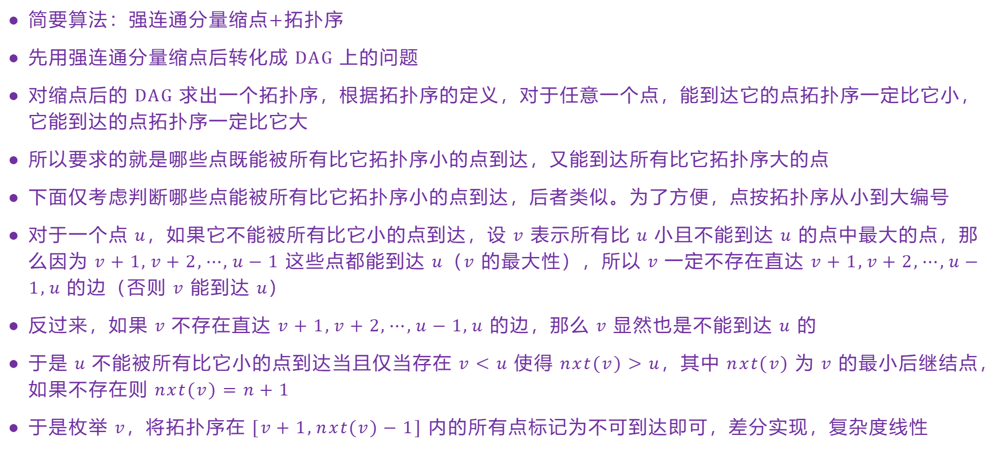 ● 简要算法：强连通分量缩点+拓扑序
● 先用强连通分量缩点后转化成 DAG 上的问题
● 对缩点后的 DAG 求出一个拓扑序，根据拓扑序的定义，对于任意一个点，能到达它的点拓扑序一定比它小，
它能到达的点拓扑序一定比它大
● 所以要求的就是哪些点既能被所有比它拓扑序小的点到达，又能到达所有比它拓扑序大的点
● 下面仅考虑判断哪些点能被所有比它拓扑序小的点到达，后者类似。为了方便，点按拓扑序从小到大编号
● 对于一个点 u，如果它不能被所有比它小的点到达，设 v 表示所有比 u 小且不能到达 u 的点中最大的点，那
么因为 v + 1, v + 2, ⋯, u − 1 这些点都能到达 u（v 的最大性），所以 v 一定不存在直达 v + 1, v + 2, ⋯, u −
1, u 的边（否则 v 能到达 u）
● 反过来，如果 v 不存在直达 v + 1, v + 2, ⋯, u − 1, u 的边，那么 v 显然也是不能到达 u 的
● 于是 u 不能被所有比它小的点到达当且仅当存在 v < u 使得 nxt(v) > u，其中 nxt(v) 为 v 的最小后继结点，
如果不存在则 nxt(v) = n + 1
● 于是枚举 v，将拓扑序在 [v + 1, nxt(v) − 1] 内的所有点标记为不可到达即可，差分实现，复杂度线性